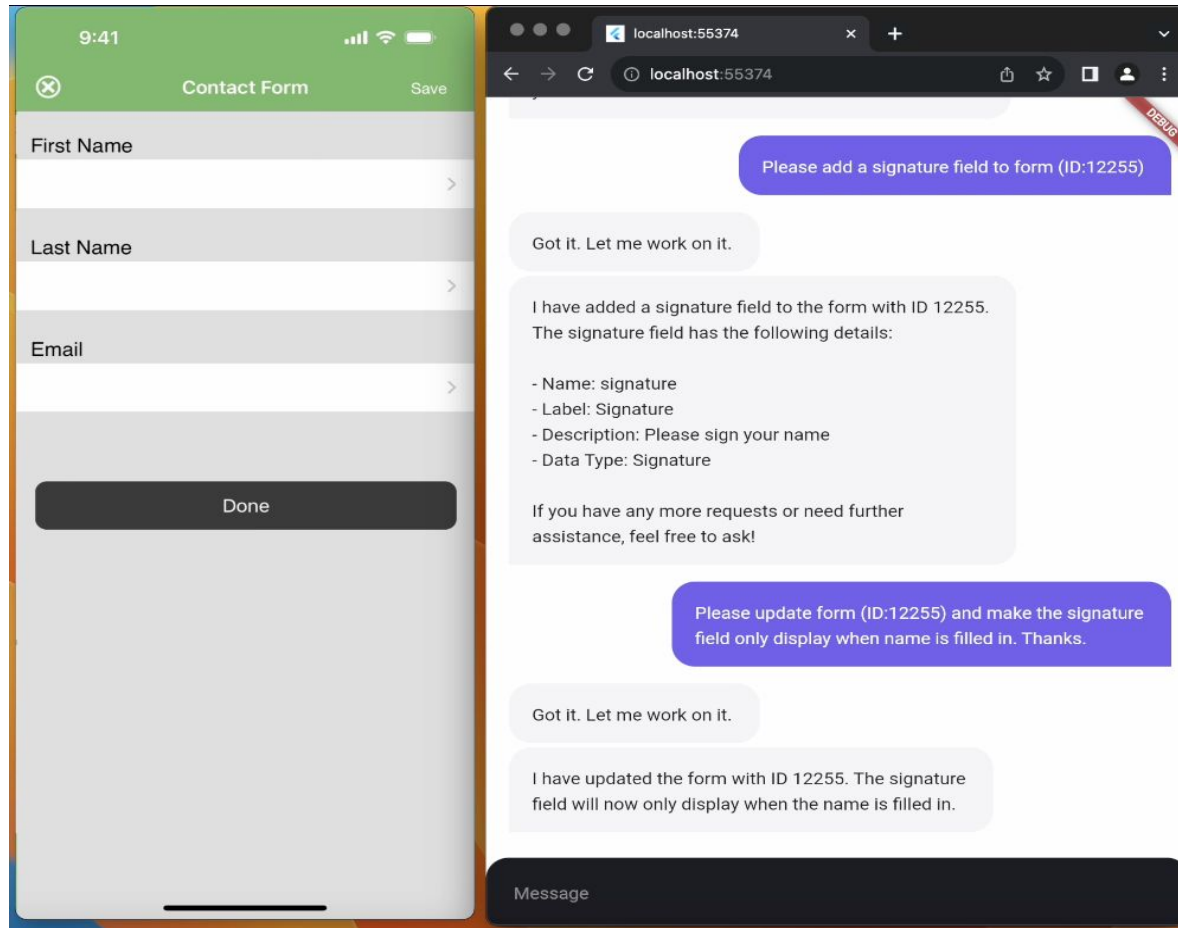 9:41
Contact Form
Save
First Name
Last Name
Email
Done
localhost:55374
localhost:55374
DEBUG
Please add a signature field to form (ID:12255)
Got it. Let me work on it.
I have added a signature field to the form with ID 12255.
The signature field has the following details:
- Name: signature
- Label: Signature
- Description: Please sign your name
- Data Type: Signature
If you have any more requests or need further
assistance, feel free to ask!
Please update form (ID:12255) and make the signature
field only display when name is filled in. Thanks.
Got it. Let me work on it.
I have updated the form with ID 12255. The signature
field will now only display when the name is filled in.
Message